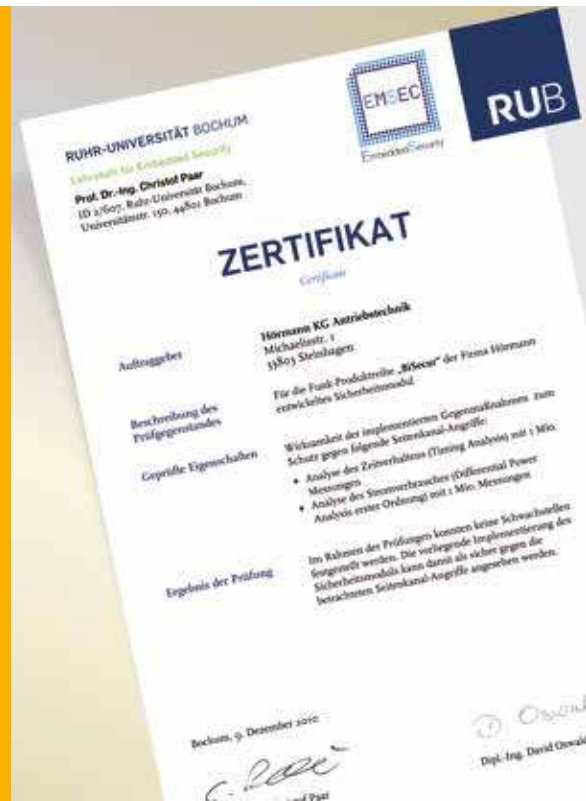 RUHR-UNIVERSITÄT BOCHUM
Lehrstuhl für Embedded Security
Prof. Dr.-Ing. Christof Paar
ID 2/607, Ruhr-Universität Bochum,
Universitätsstr. 150, 44801 Bochum
EMSEC
Embedded Security
RUB
ZERTIFIKAT
Certificate
Auftraggeber
Hörmann KG Antriebstechnik
Michaelisstr. 1
33803 Steinhagen
Beschreibung des
Prüfgegenstandes
Für die Funk-Produktreihe „BiSecur“ der Firma Hörmann
entwickeltes Sicherheitsmodul
Geprüfte Eigenschaften
Wirksamkeit der implementierten Gegenmaßnahmen zum
Schutz gegen folgende Seitenkanal-Angriffe:
• Analyse des Zeitverhaltens (Timing Analysis) mit 1 Mio.
Messungen
• Analyse des Stromverbrauches (Differential Power
Analysis erster Ordnung) mit 1 Mio. Messungen
Ergebnis der Prüfung
Im Rahmen der Prüfungen konnten keine Schwachstellen
festgestellt werden. Die vorliegende Implementierung des
Sicherheitsmoduls kann damit als sicher gegen die
betrachteten Seitenkanal-Angriffe angesehen werden.
Bochum, 9. Dezember 2010
C. Paar
D. Oswald
Paar
Dipl.-Ing. David Oswald